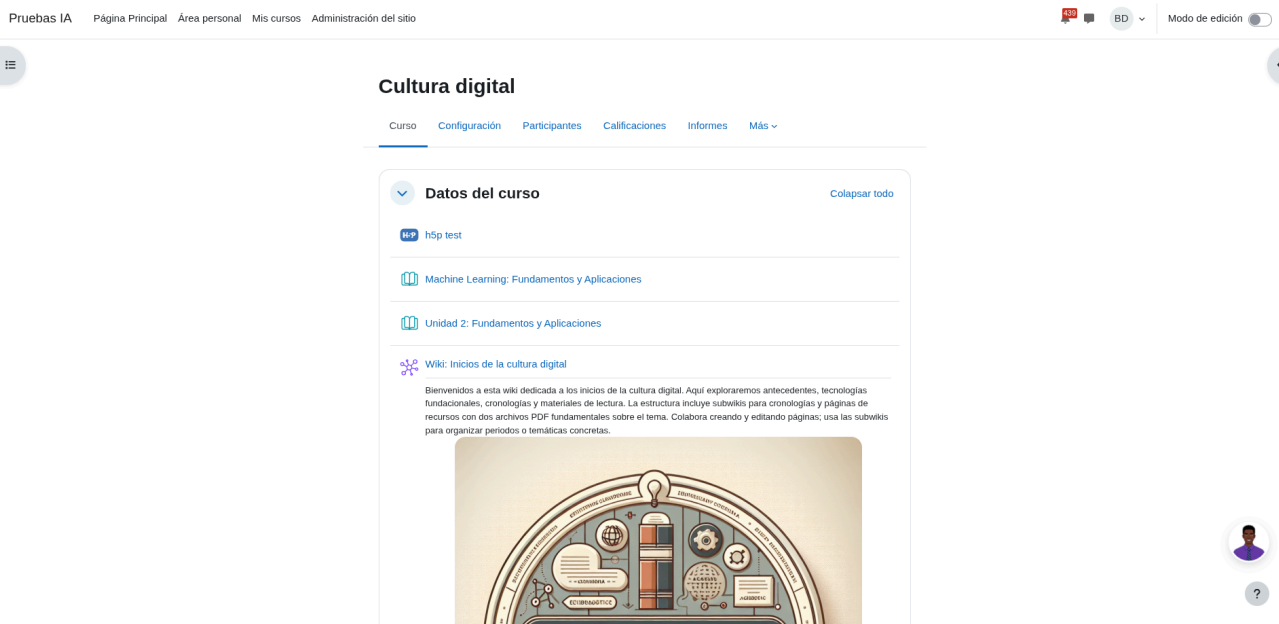 Pruebas IA Página Principal Área personal Mis cursos Administración del sitio 439 BD Modo de edición
Cultura digital
Curso Configuración Participantes Calificaciones Informes Más
Datos del curso Colapsar todo
H-P h5p test
Machine Learning: Fundamentos y Aplicaciones
Unidad 2: Fundamentos y Aplicaciones
Wiki: Inicios de la cultura digital
Bienvenidos a esta wiki dedicada a los inicios de la cultura digital. Aquí exploraremos antecedentes, tecnologías
fundacionales, cronologías y materiales de lectura. La estructura incluye subwikis para cronologías y páginas de
recursos con dos archivos PDF fundamentales sobre el tema. Colabora creando y editando páginas; usa las subwikis
para organizar periodos o temáticas concretas.
?